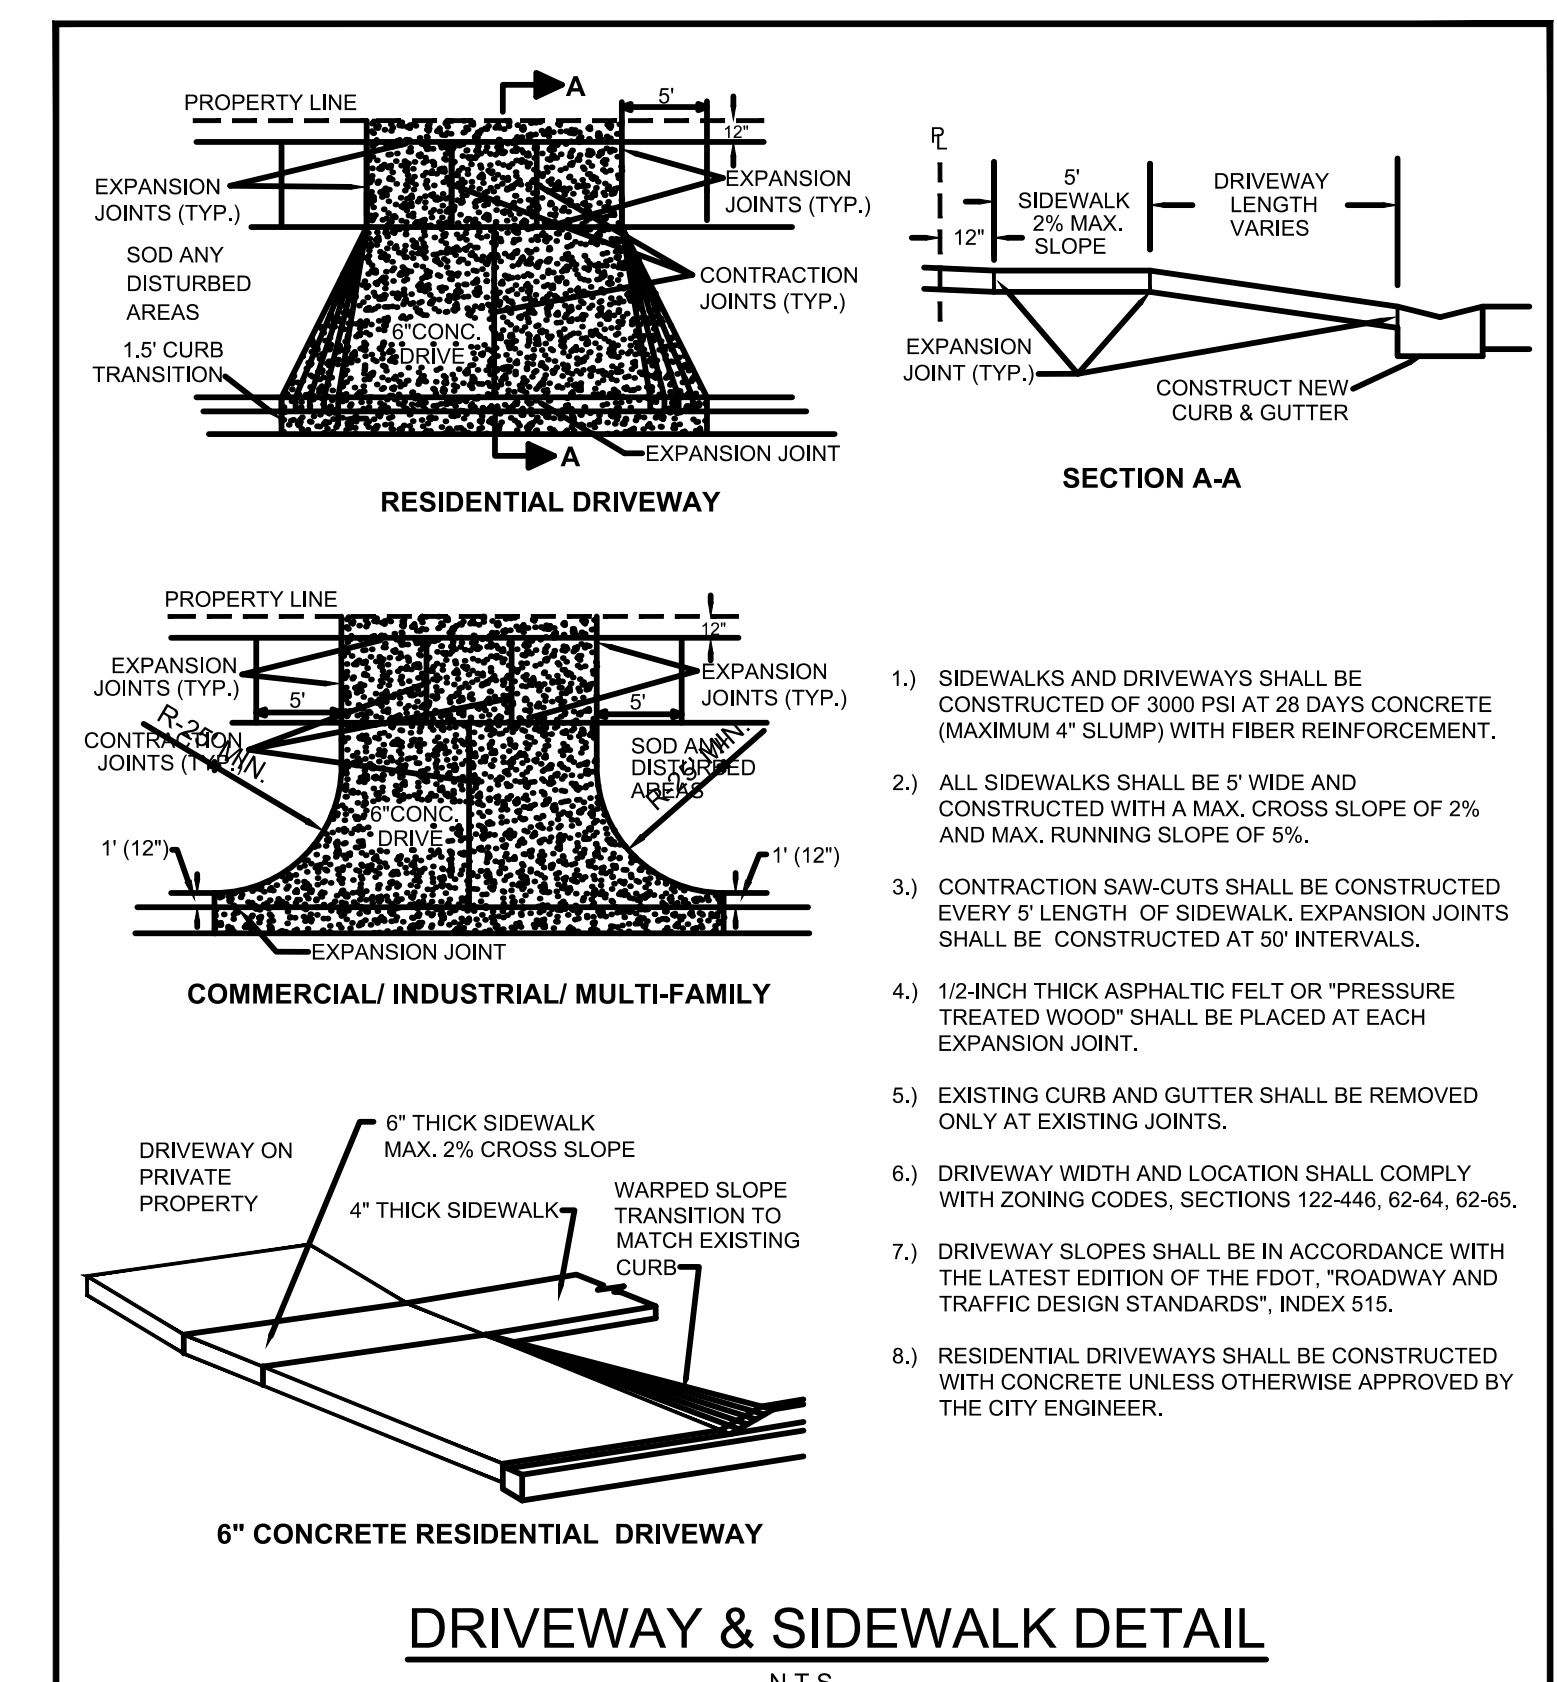 A
PROPERTY LINE
5'
12"
EXPANSION
JOINTS (TYP.)
EXPANSION
JOINTS (TYP.)
SOD ANY
DISTURBED
AREAS
CONTRACTION
JOINTS (TYP.)
6"CONC.
DRIVE
1.5' CURB
TRANSITION
A
EXPANSION JOINT
RESIDENTIAL DRIVEWAY
PL
5'
SIDEWALK
2% MAX.
SLOPE
12"
DRIVEWAY
LENGTH
VARIES
EXPANSION
JOINT (TYP.)
CONSTRUCT NEW
CURB & GUTTER
SECTION A-A
PROPERTY LINE
12"
EXPANSION
JOINTS (TYP.)
EXPANSION
JOINTS (TYP.)
5'
5'
R-25' MIN.
CONTRACTION
JOINTS (TYP.)
SOD ANY
DISTURBED
AREAS
R-25' MIN.
6"CONC.
DRIVE
1' (12")
1' (12")
EXPANSION JOINT
COMMERCIAL/ INDUSTRIAL/ MULTI-FAMILY
1.) SIDEWALKS AND DRIVEWAYS SHALL BE
CONSTRUCTED OF 3000 PSI AT 28 DAYS CONCRETE
(MAXIMUM 4" SLUMP) WITH FIBER REINFORCEMENT.
2.) ALL SIDEWALKS SHALL BE 5' WIDE AND
CONSTRUCTED WITH A MAX. CROSS SLOPE OF 2%
AND MAX. RUNNING SLOPE OF 5%.
3.) CONTRACTION SAW-CUTS SHALL BE CONSTRUCTED
EVERY 5' LENGTH OF SIDEWALK. EXPANSION JOINTS
SHALL BE CONSTRUCTED AT 50' INTERVALS.
4.) 1/2-INCH THICK ASPHALTIC FELT OR "PRESSURE
TREATED WOOD" SHALL BE PLACED AT EACH
EXPANSION JOINT.
5.) EXISTING CURB AND GUTTER SHALL BE REMOVED
ONLY AT EXISTING JOINTS.
6.) DRIVEWAY WIDTH AND LOCATION SHALL COMPLY
WITH ZONING CODES, SECTIONS 122-446, 62-64, 62-65.
7.) DRIVEWAY SLOPES SHALL BE IN ACCORDANCE WITH
THE LATEST EDITION OF THE FDOT, "ROADWAY AND
TRAFFIC DESIGN STANDARDS", INDEX 515.
8.) RESIDENTIAL DRIVEWAYS SHALL BE CONSTRUCTED
WITH CONCRETE UNLESS OTHERWISE APPROVED BY
THE CITY ENGINEER.
6" THICK SIDEWALK
MAX. 2% CROSS SLOPE
DRIVEWAY ON
PRIVATE
PROPERTY
4" THICK SIDEWALK
WARPED SLOPE
TRANSITION TO
MATCH EXISTING
CURB
6" CONCRETE RESIDENTIAL DRIVEWAY
DRIVEWAY & SIDEWALK DETAIL
N.T.S.